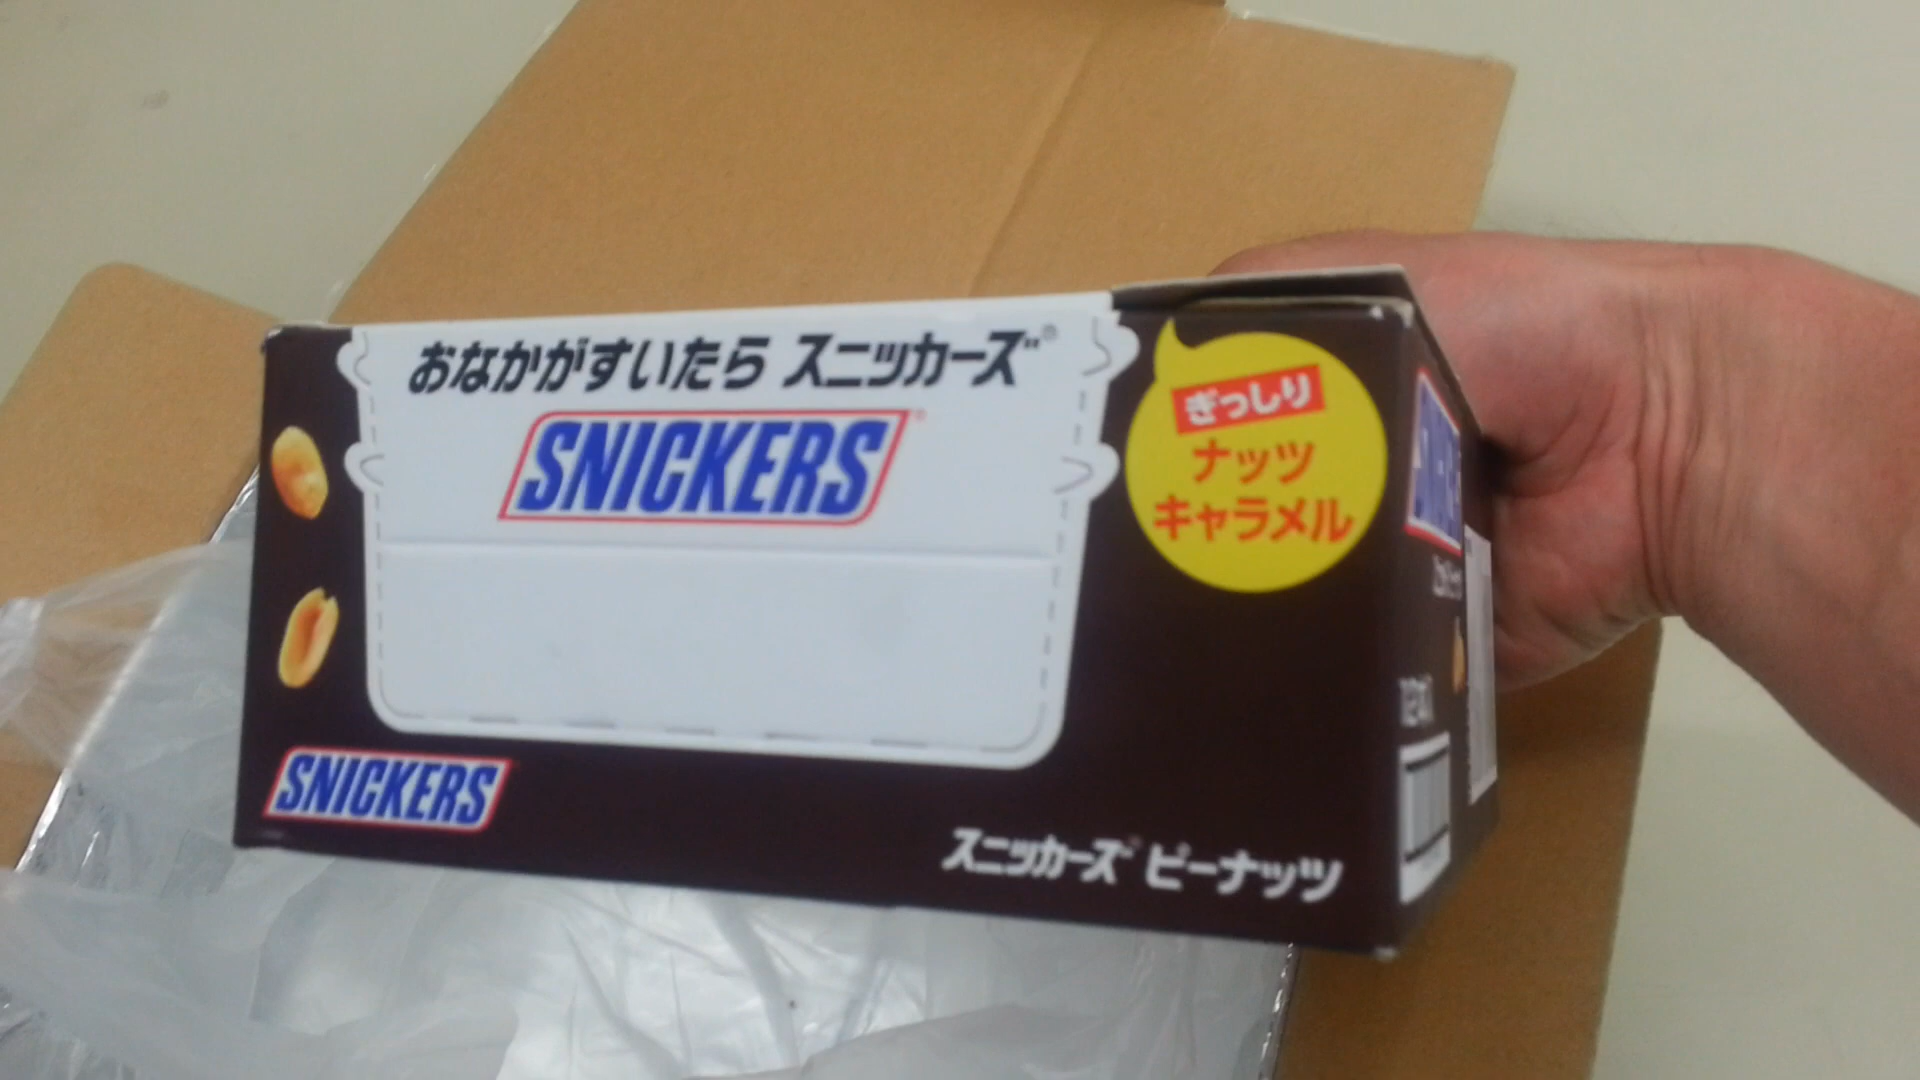 おなかがすいたら スニッカーズ®
SNICKERS®
ぎっしり
ナッツ
キャラメル
SNICKERS
スニッカーズ® ピーナッツ